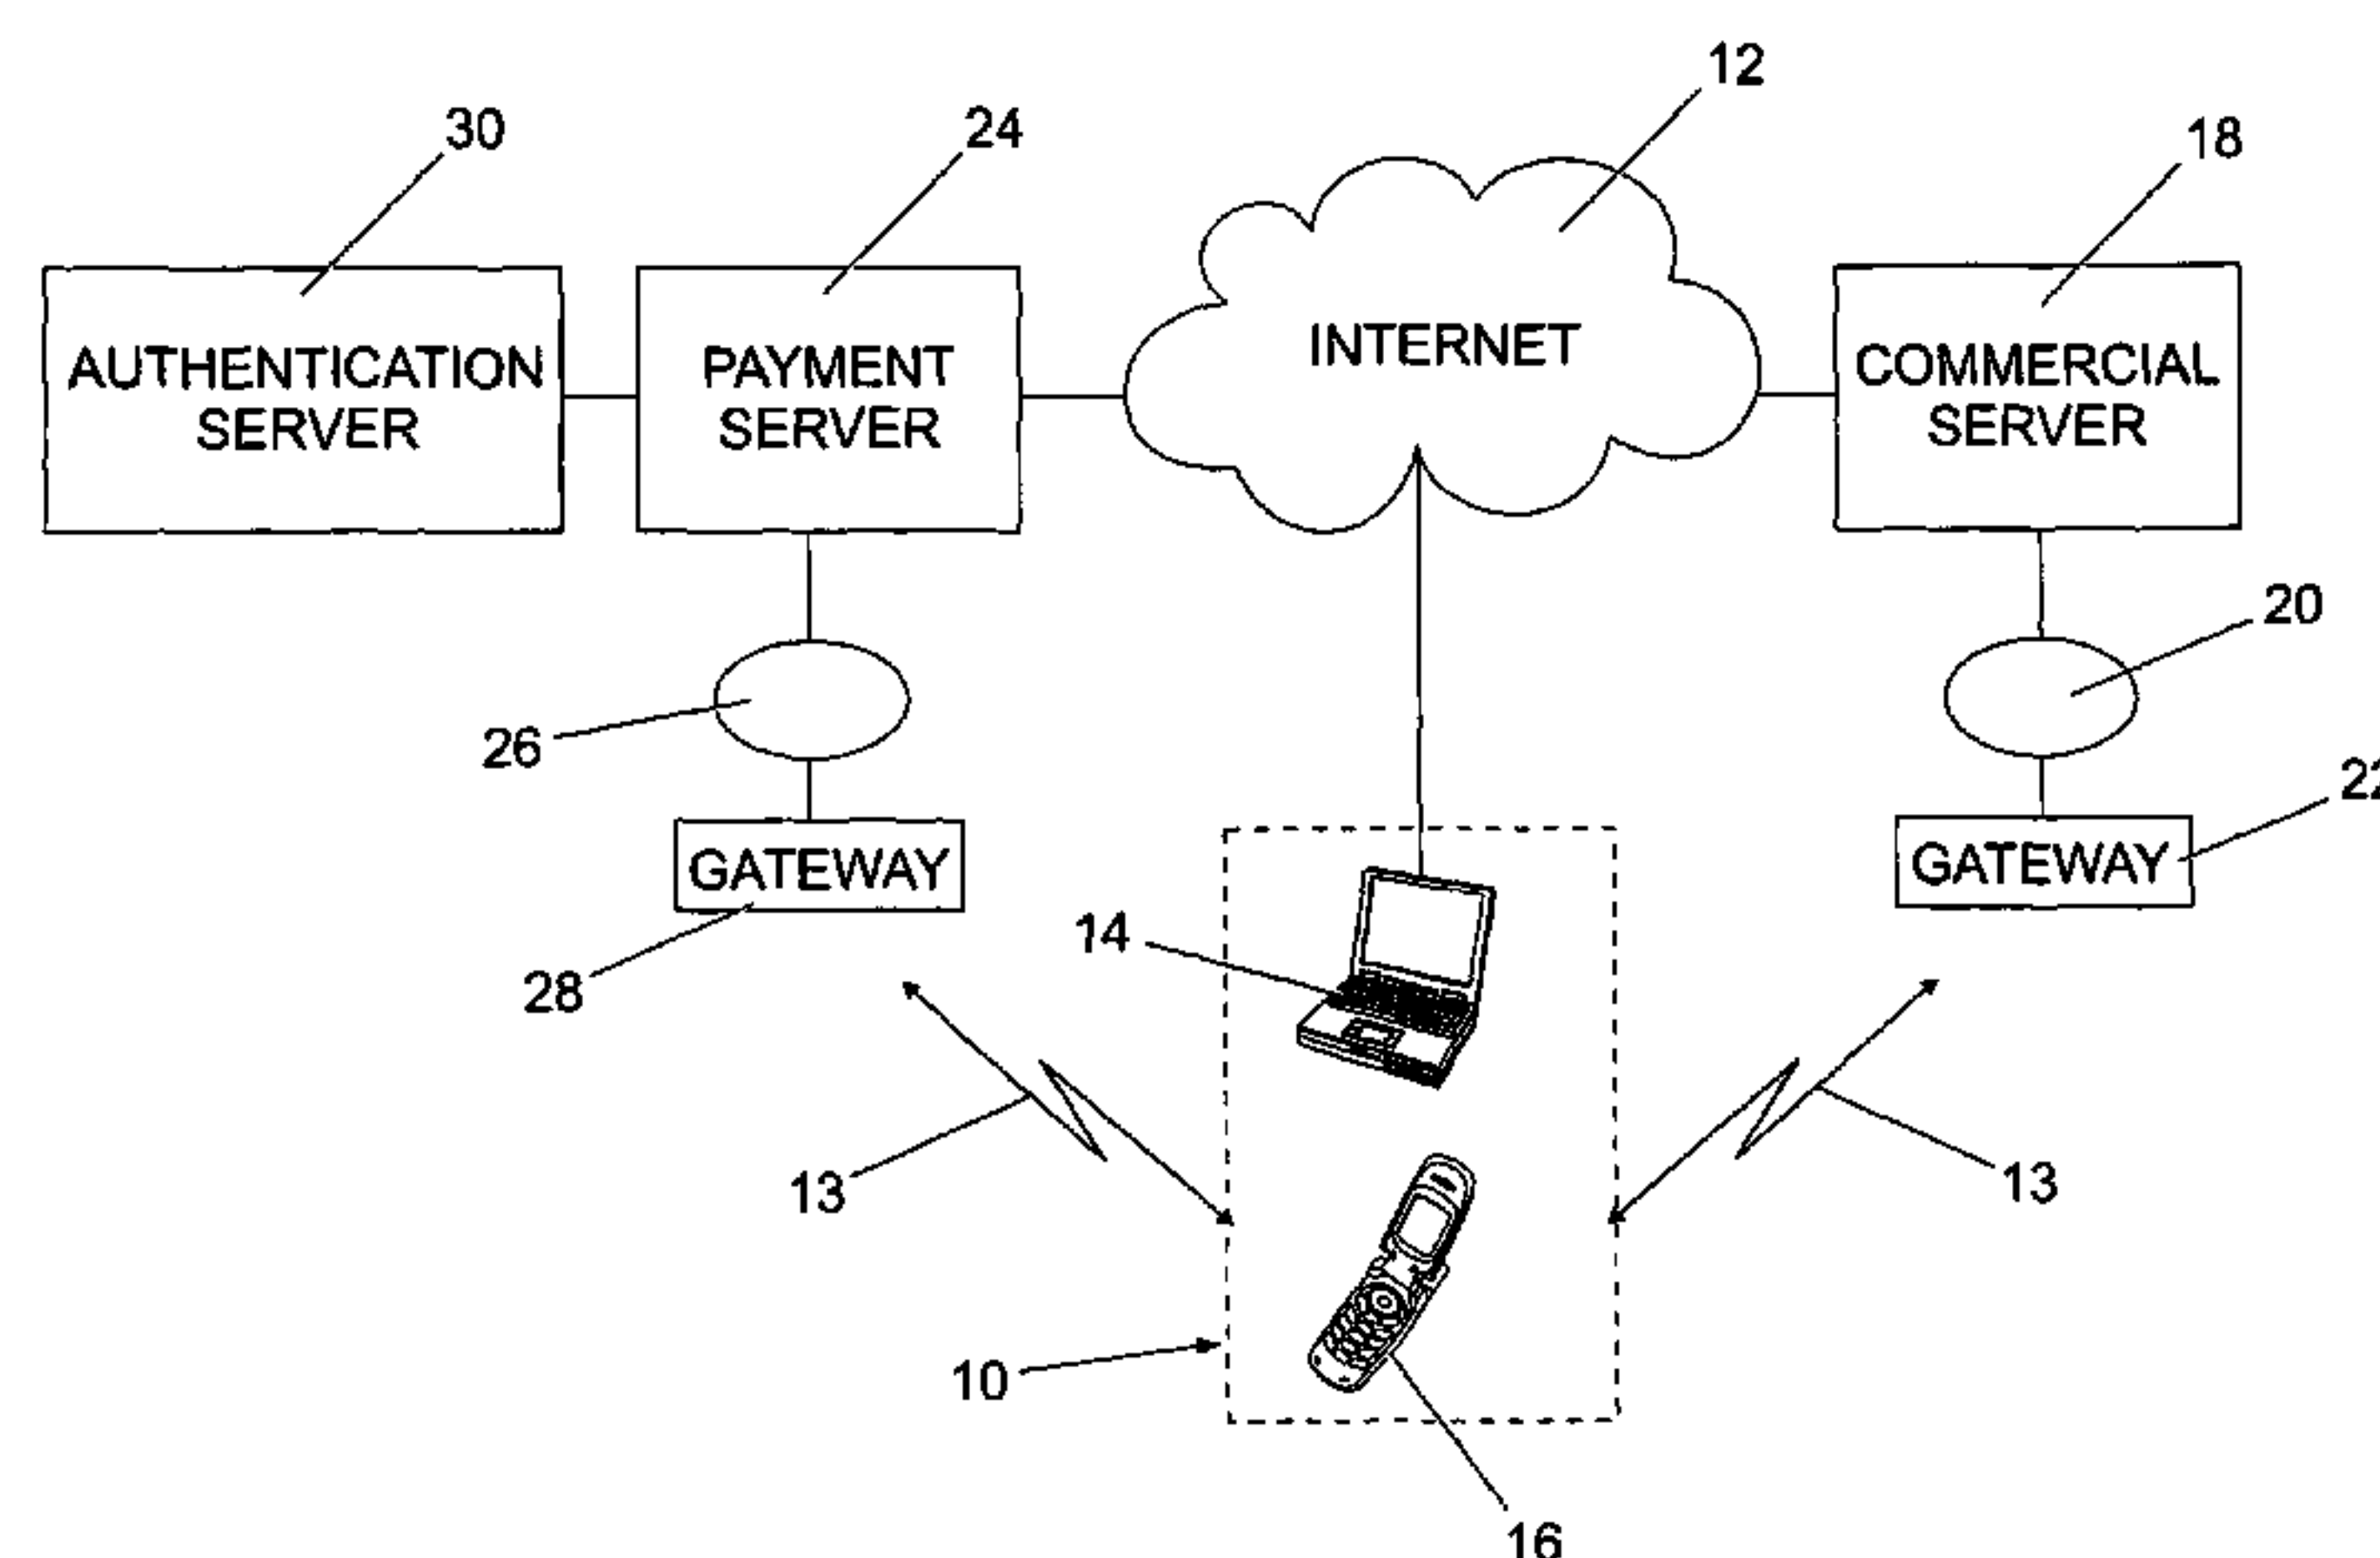 12
30
24
18
INTERNET
AUTHENTICATION
SERVER
PAYMENT
SERVER
COMMERCIAL
SERVER
20
26
22
GATEWAY
GATEWAY
14
28
13
13
10
16